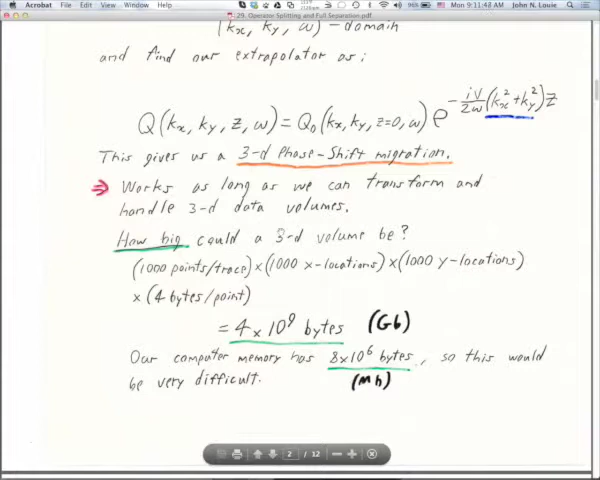 Acrobat File Edit View Window Help
96% Mon 9:11:43 AM John N. Louie
29. Operator Splitting and Full Separation.pdf
(kx, ky, ω) - domain
and find our extrapolator as:
Q(kx, ky, z, ω) = Q₀(kx, ky, z=0, ω) e^{-iv/2ω (kx²+ky²) z}
This gives us a 3-d Phase-Shift migration.
⇒ Works as long as we can transform and
handle 3-d data volumes.
How big could a 3-d volume be?
(1000 points/trace)×(1000 x-locations)×(1000 y-locations)
× (4 bytes/point)
= 4×10⁹ bytes (Gb)
Our computer memory has 8×10⁶ bytes, so this would
be very difficult. (Mb)
2 / 12